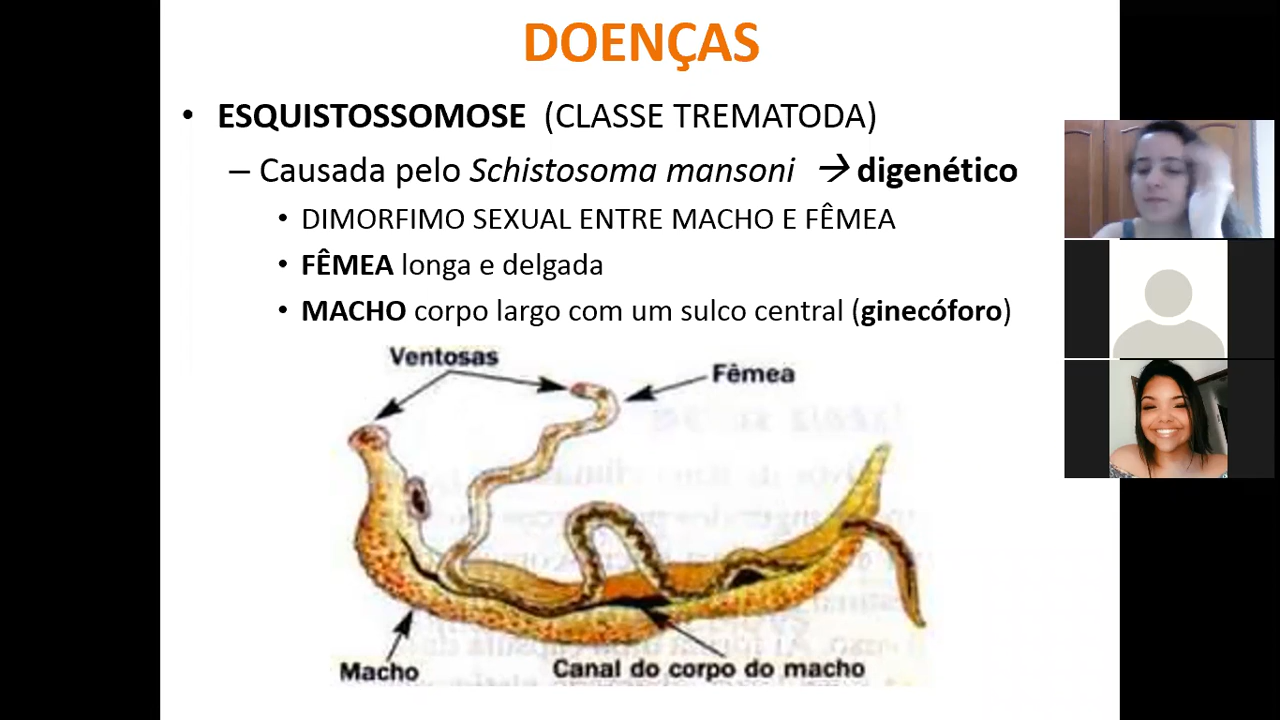 DOENÇAS
• ESQUISTOSSOMOSE (CLASSE TREMATODA)
– Causada pelo Schistosoma mansoni → digenético
• DIMORFIMO SEXUAL ENTRE MACHO E FÊMEA
• FÊMEA longa e delgada
• MACHO corpo largo com um sulco central (ginecóforo)
Ventosas
Fêmea
Macho
Canal do corpo do macho